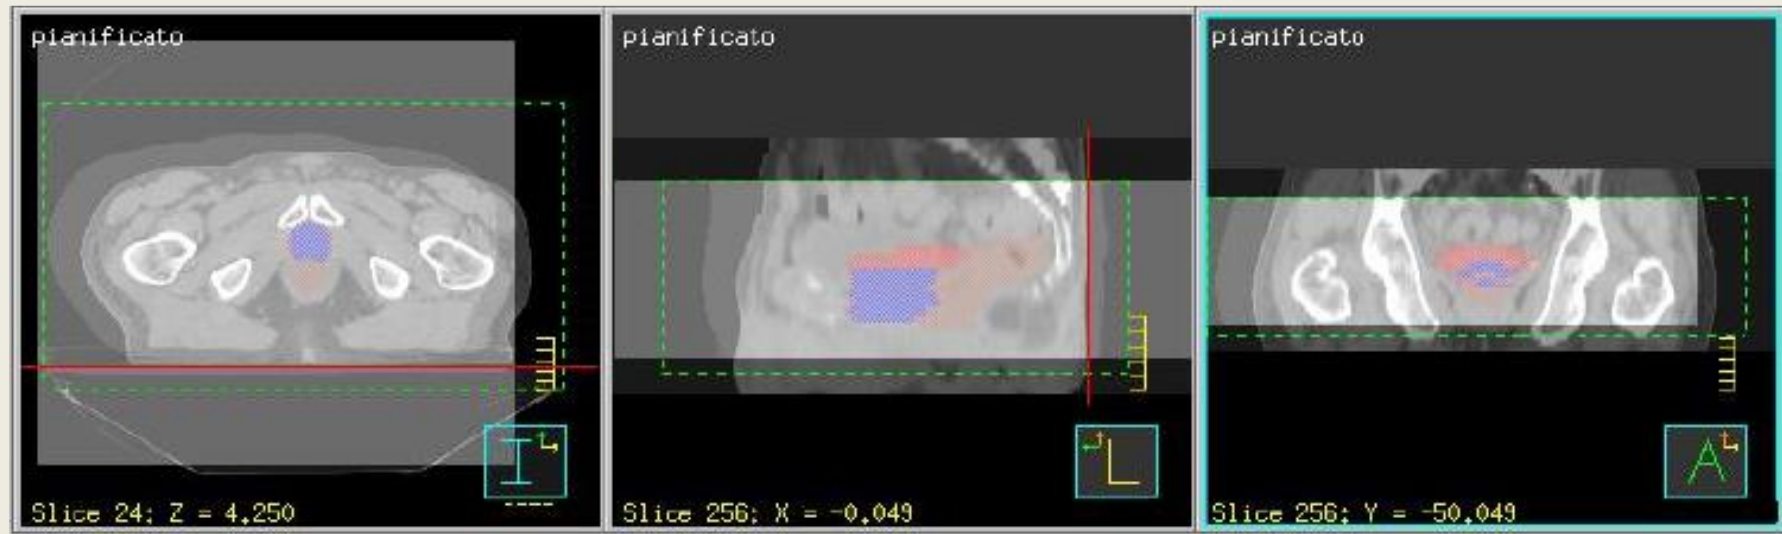 pianificato
pianificato
pianificato
I
L
A
Slice 24: Z = 4.250
Slice 256: X = -0.049
Slice 256: Y = -50.049